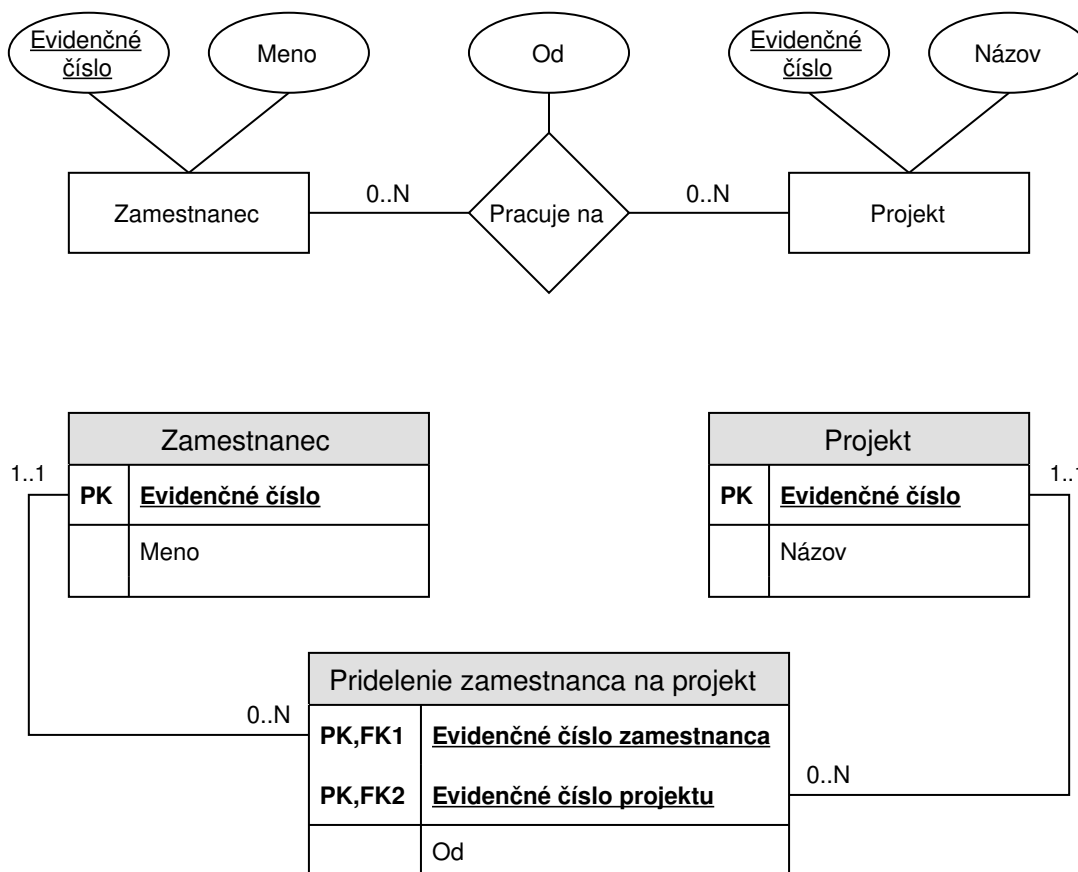 Evidenčné
číslo
Meno
Od
Evidenčné
číslo
Názov
Zamestnanec
0..N
Pracuje na
0..N
Projekt
Zamestnanec
1..1
PK
Evidenčné číslo
Meno
Projekt
PK
Evidenčné číslo
1..1
Názov
Pridelenie zamestnanca na projekt
0..N
PK,FK1
Evidenčné číslo zamestnanca
PK,FK2
Evidenčné číslo projektu
0..N
Od